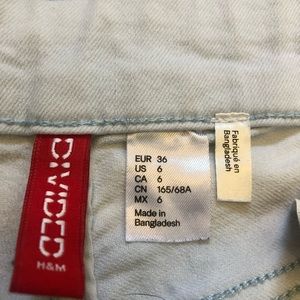 DIVIDED
H&M
EUR 36
US 6
CA 6
CN 165/68A
MX 6
Made in
Bangladesh
Fabriqué en
Bangladesh